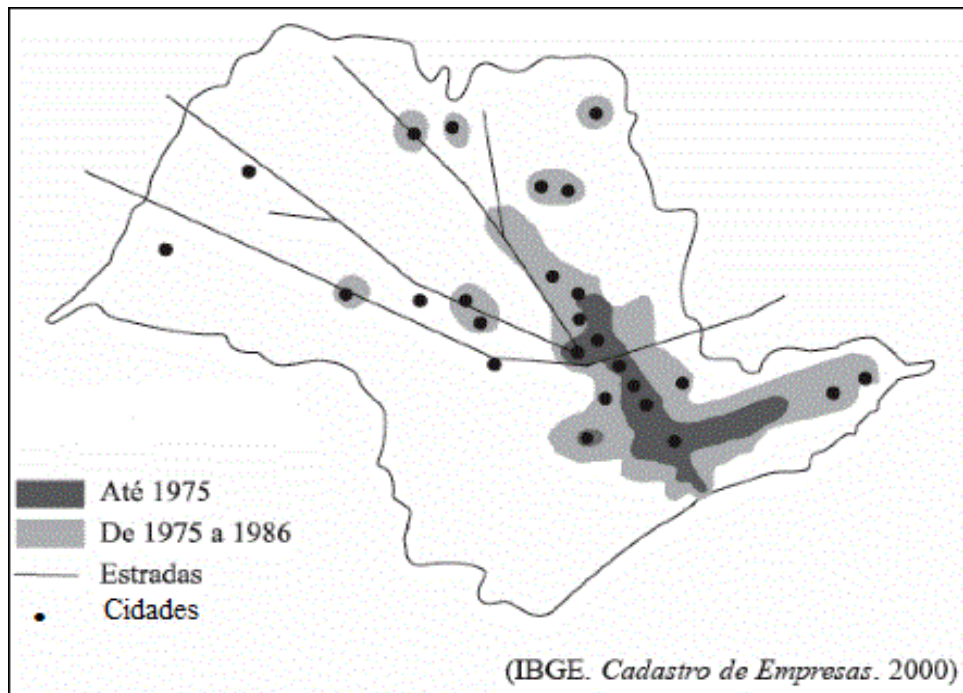 Até 1975
De 1975 a 1986
Estradas
Cidades
(IBGE. Cadastro de Empresas. 2000)